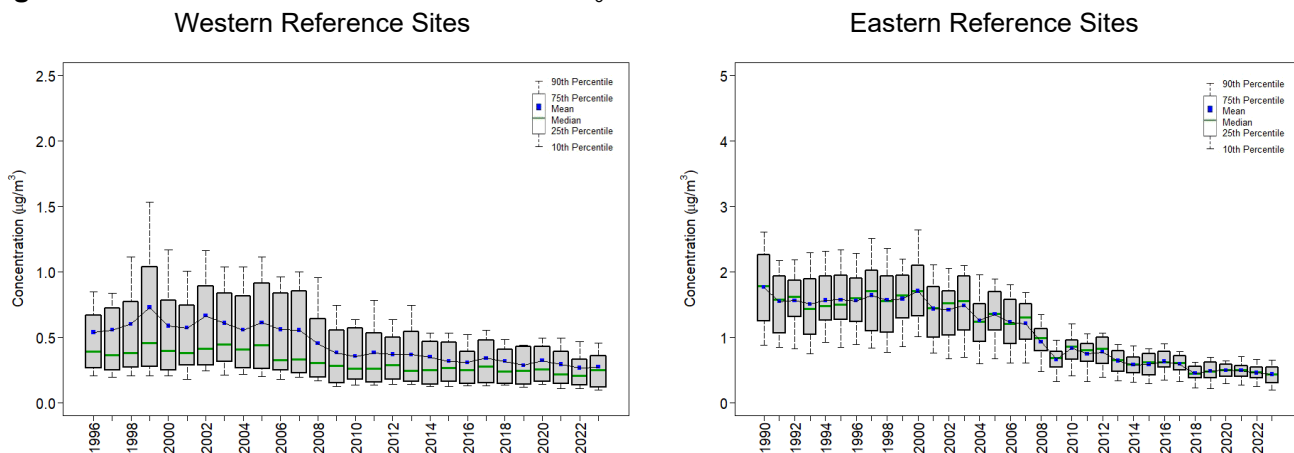 Western Reference Sites
Eastern Reference Sites
Concentration (µg/m³)
2.5
2.0
1.5
1.0
0.5
0.0
90th Percentile
75th Percentile
Mean
Median
25th Percentile
10th Percentile
1996
1998
2000
2002
2004
2006
2008
2010
2012
2014
2016
2018
2020
2022
Concentration (µg/m³)
5
4
3
2
1
0
90th Percentile
75th Percentile
Mean
Median
25th Percentile
10th Percentile
1990
1992
1994
1996
1998
2000
2002
2004
2006
2008
2010
2012
2014
2016
2018
2020
2022